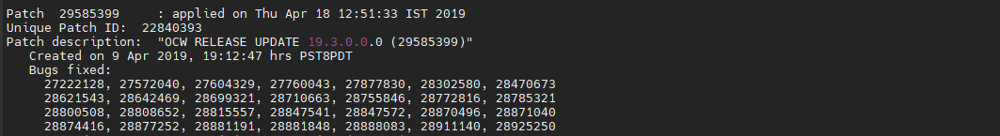 Patch  29585399     : applied on Thu Apr 18 12:51:33 IST 2019
Unique Patch ID:  22840393
Patch description:  "OCW RELEASE UPDATE 19.3.0.0.0 (29585399)"
   Created on 9 Apr 2019, 19:12:47 hrs PST8PDT
   Bugs fixed:
     27222128, 27572040, 27604329, 27760043, 27877830, 28302580, 28470673
     28621543, 28642469, 28699321, 28710663, 28755846, 28772816, 28785321
     28800508, 28808652, 28815557, 28847541, 28847572, 28870496, 28871040
     28874416, 28877252, 28881191, 28881848, 28888083, 28911140, 28925250